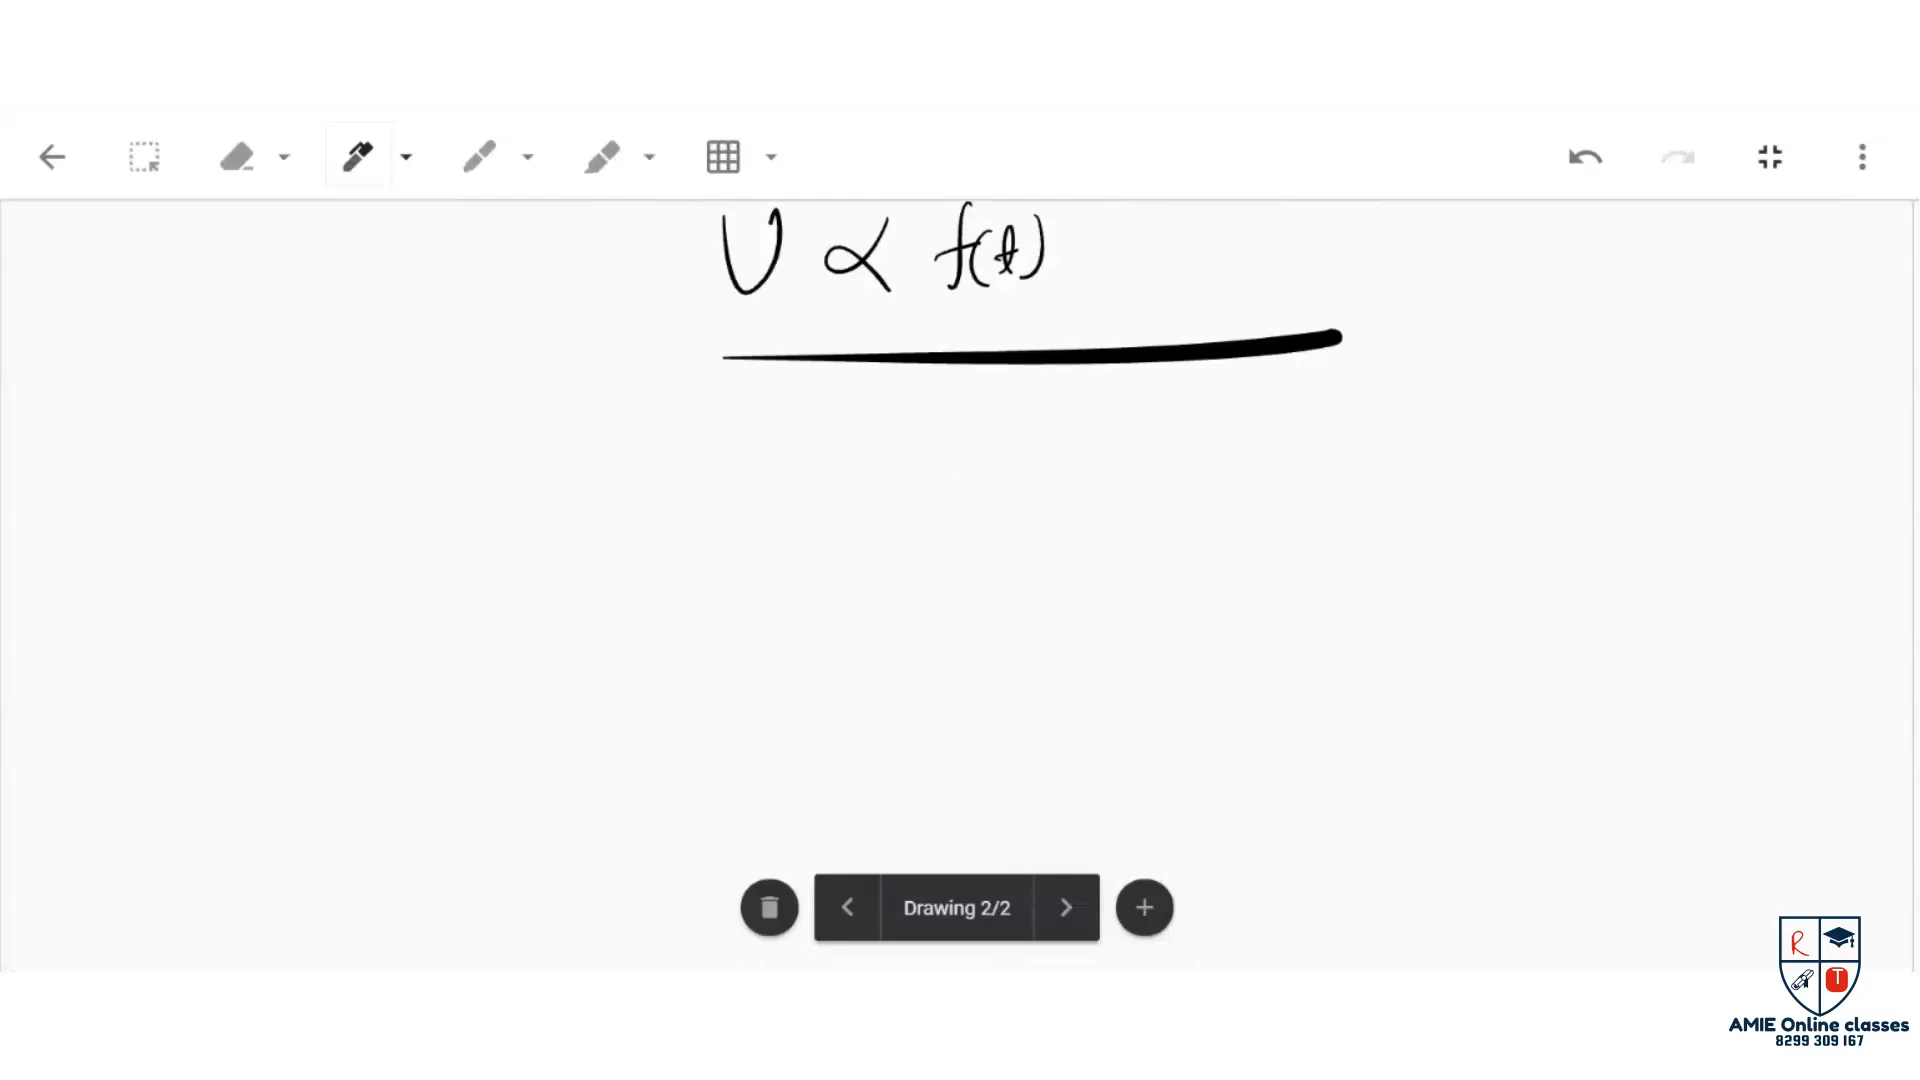 U ∝ f(t)
Drawing 2/2
R
T
AMIE Online classes
8299 309 167